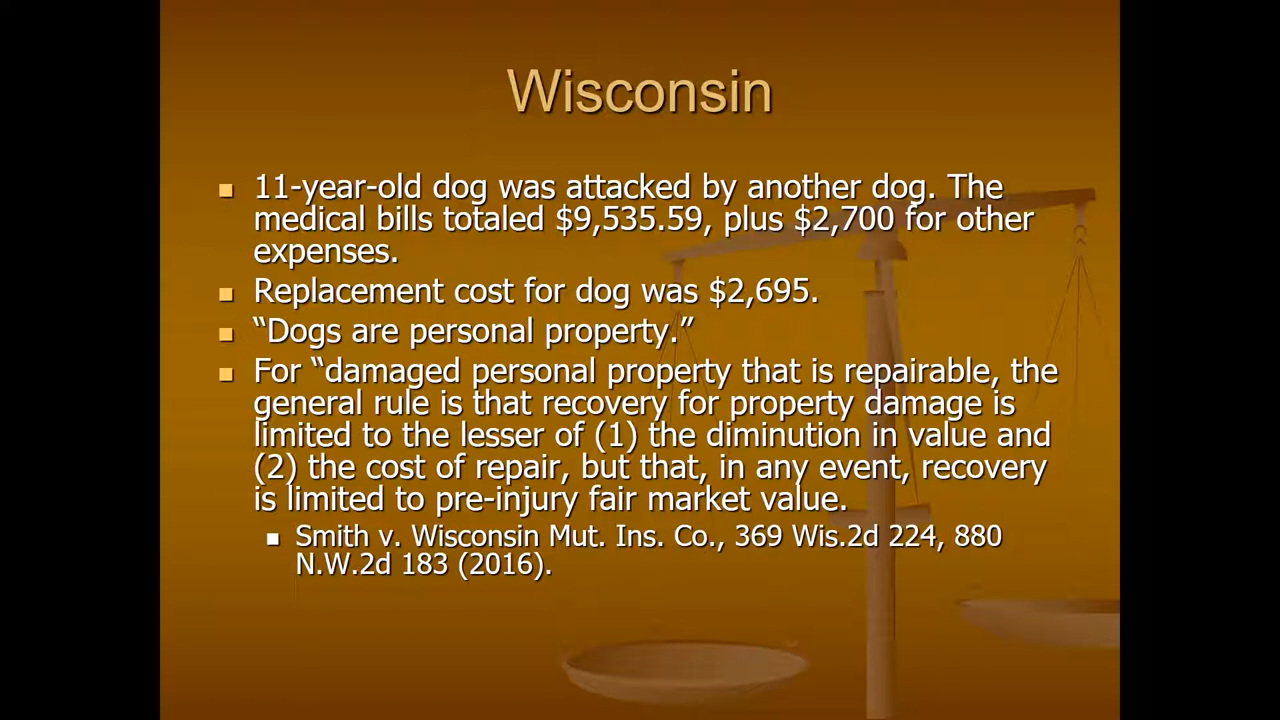 Wisconsin
11-year-old dog was attacked by another dog. The
medical bills totaled $9,535.59, plus $2,700 for other
expenses.
Replacement cost for dog was $2,695.
“Dogs are personal property.”
For “damaged personal property that is repairable, the
general rule is that recovery for property damage is
limited to the lesser of (1) the diminution in value and
(2) the cost of repair, but that, in any event, recovery
is limited to pre-injury fair market value.
Smith v. Wisconsin Mut. Ins. Co., 369 Wis.2d 224, 880
N.W.2d 183 (2016).